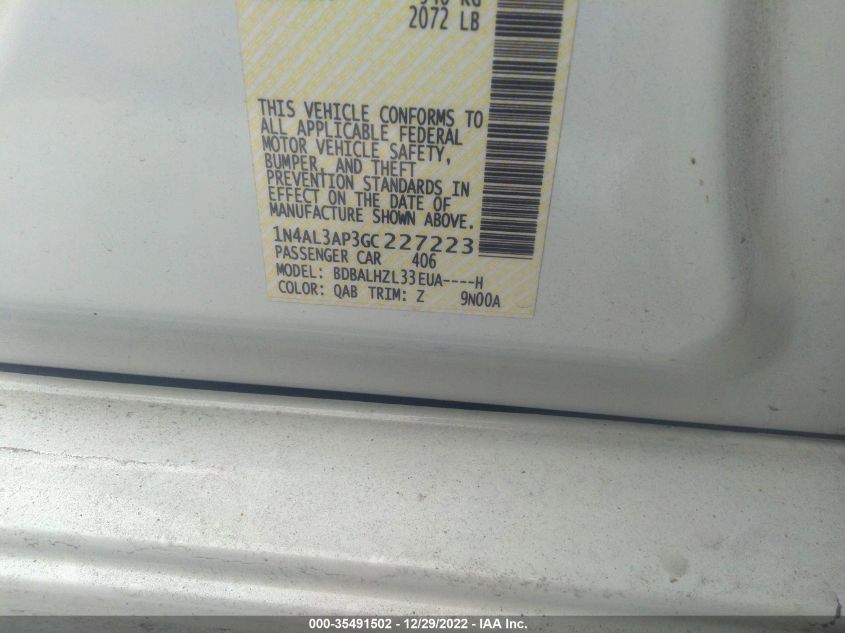 2072 LB
THIS VEHICLE CONFORMS TO
ALL APPLICABLE FEDERAL
MOTOR VEHICLE SAFETY,
BUMPER, AND THEFT
PREVENTION STANDARDS IN
EFFECT ON THE DATE OF
MANUFACTURE SHOWN ABOVE.
1N4AL3AP3GC227223
PASSENGER CAR 406
MODEL: BDBALHZL33EUA----H
COLOR: QAB TRIM: Z 9N00A
000-35491502 - 12/29/2022 - IAA Inc.